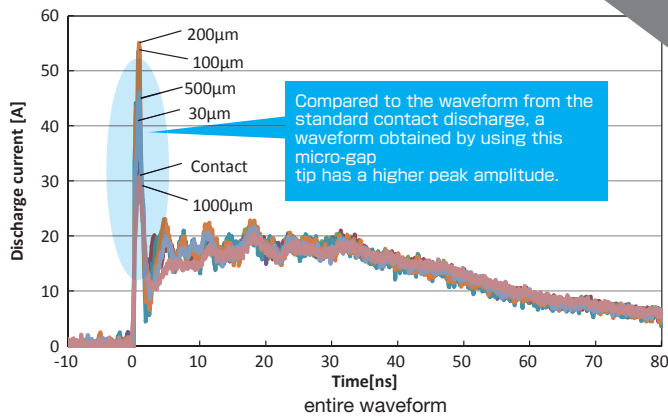 60
50
40
30
20
10
0
Discharge current [A]
200μm
100μm
500μm
30μm
Contact
1000μm
Compared to the waveform from the
standard contact discharge, a
waveform obtained by using this
micro-gap
tip has a higher peak amplitude.
-10 0 10 20 30 40 50 60 70 80
Time[ns]
entire waveform